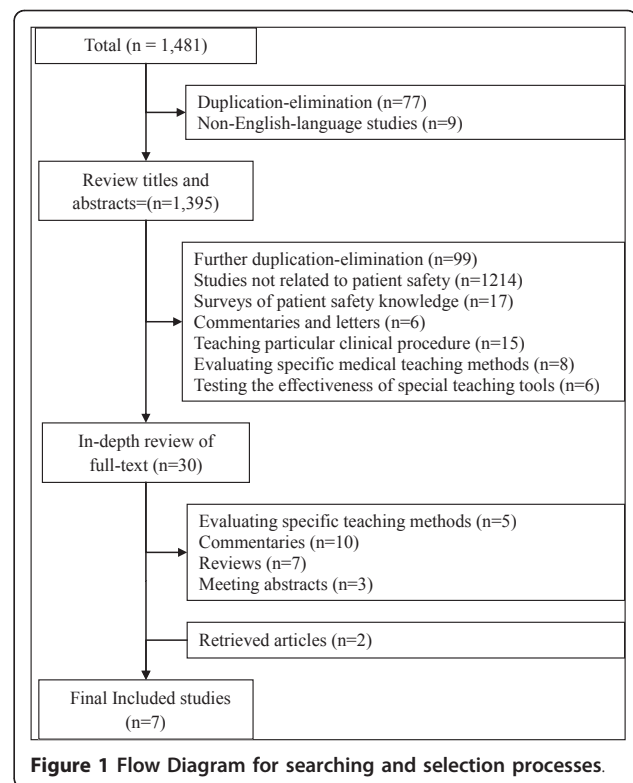 Total (n = 1,481)
Duplication-elimination (n=77)
Non-English-language studies (n=9)
Review titles and
abstracts=(n=1,395)
Further duplication-elimination (n=99)
Studies not related to patient safety (n=1214)
Surveys of patient safety knowledge (n=17)
Commentaries and letters (n=6)
Teaching particular clinical procedure (n=15)
Evaluating specific medical teaching methods (n=8)
Testing the effectiveness of special teaching tools (n=6)
In-depth review of
full-text (n=30)
Evaluating specific teaching methods (n=5)
Commentaries (n=10)
Reviews (n=7)
Meeting abstracts (n=3)
Retrieved articles (n=2)
Final Included studies
(n=7)
Figure 1 Flow Diagram for searching and selection processes.